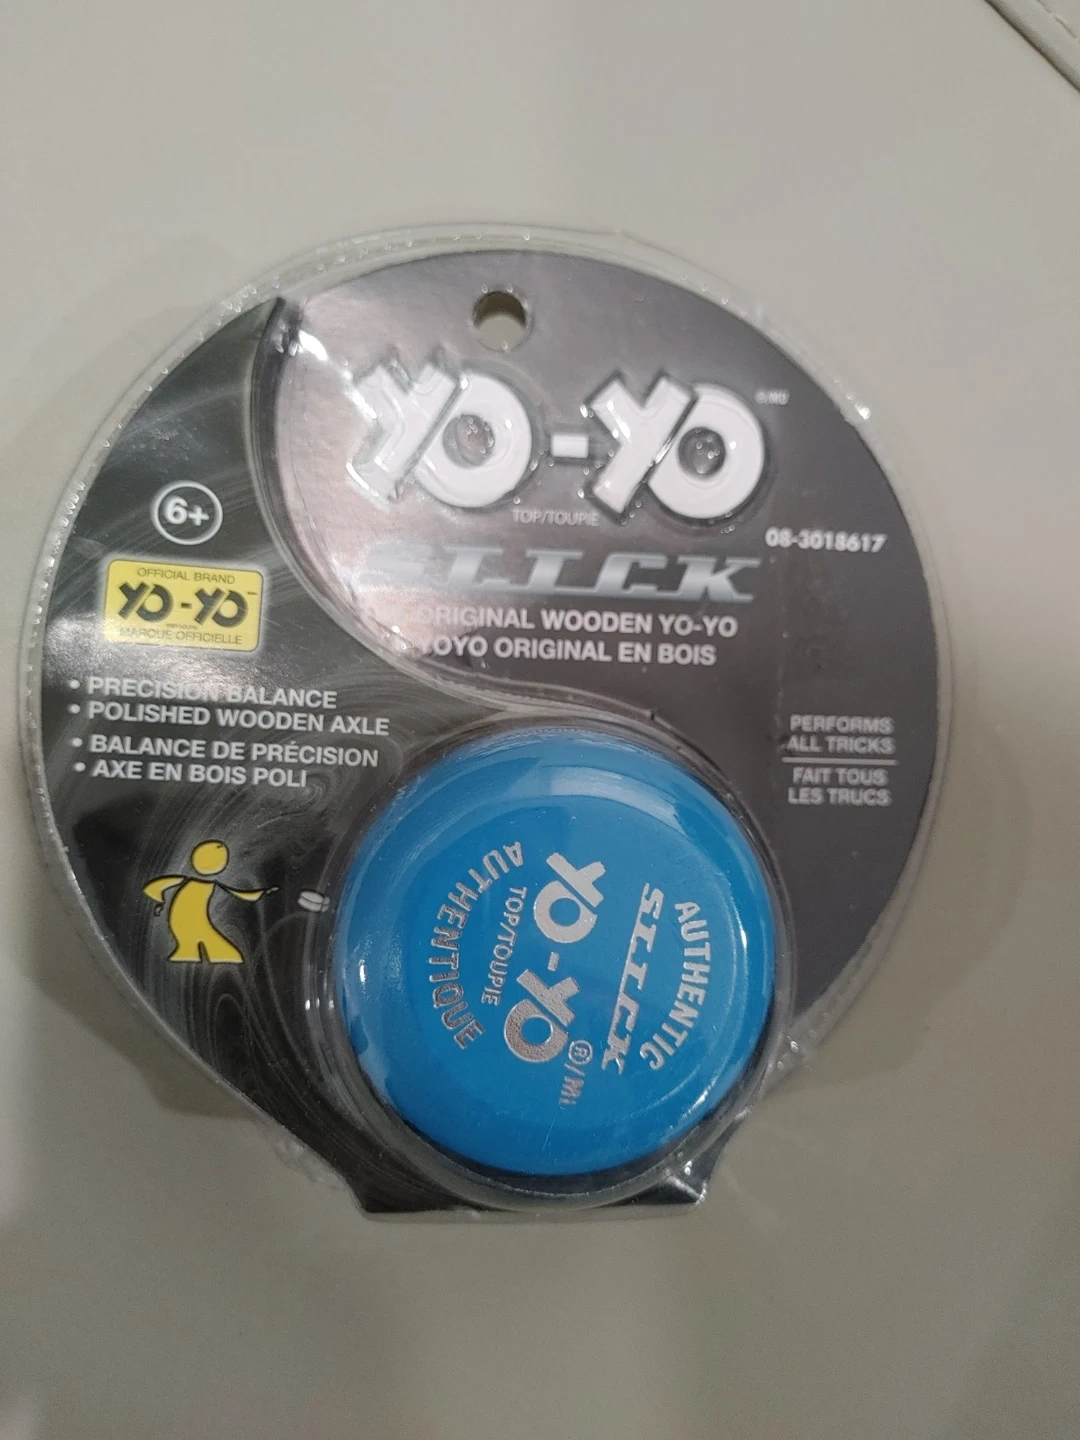 YO-YO
TOP/TOUPIE
SLICK
08-3018617
ORIGINAL WOODEN YO-YO
YOYO ORIGINAL EN BOIS
6+
OFFICIAL BRAND
YO-YO
MARQUE OFFICIELLE
• PRECISION BALANCE
• POLISHED WOODEN AXLE
• BALANCE DE PRÉCISION
• AXE EN BOIS POLI
PERFORMS
ALL TRICKS
FAIT TOUS
LES TRUCS
AUTHENTIC
SLICK
YO-YO ®/MC
TOP/TOUPIE
AUTHENTIQUE